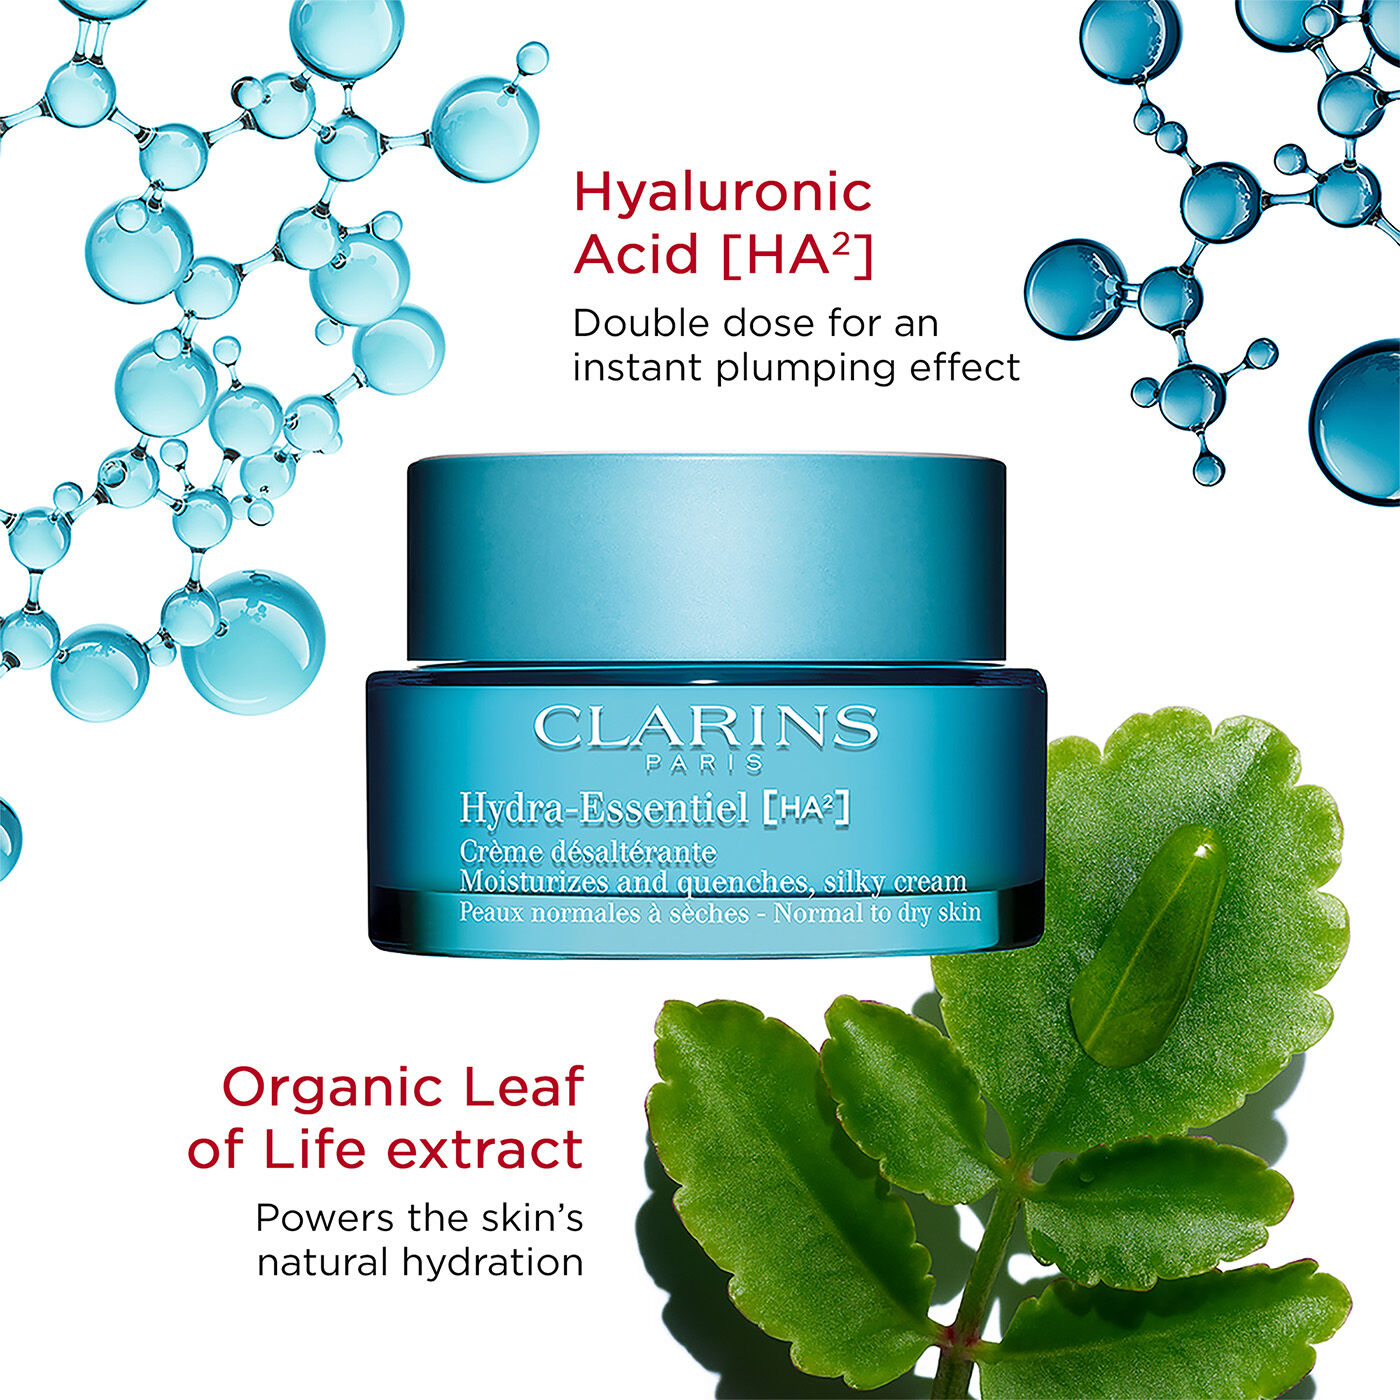 Hyaluronic
Acid [HA²]
Double dose for an
instant plumping effect
CLARINS
PARIS
Hydra-Essentiel [HA²]
Crème désaltérante
Moisturizes and quenches, silky cream
Peaux normales à sèches - Normal to dry skin
Organic Leaf
of Life extract
Powers the skin’s
natural hydration